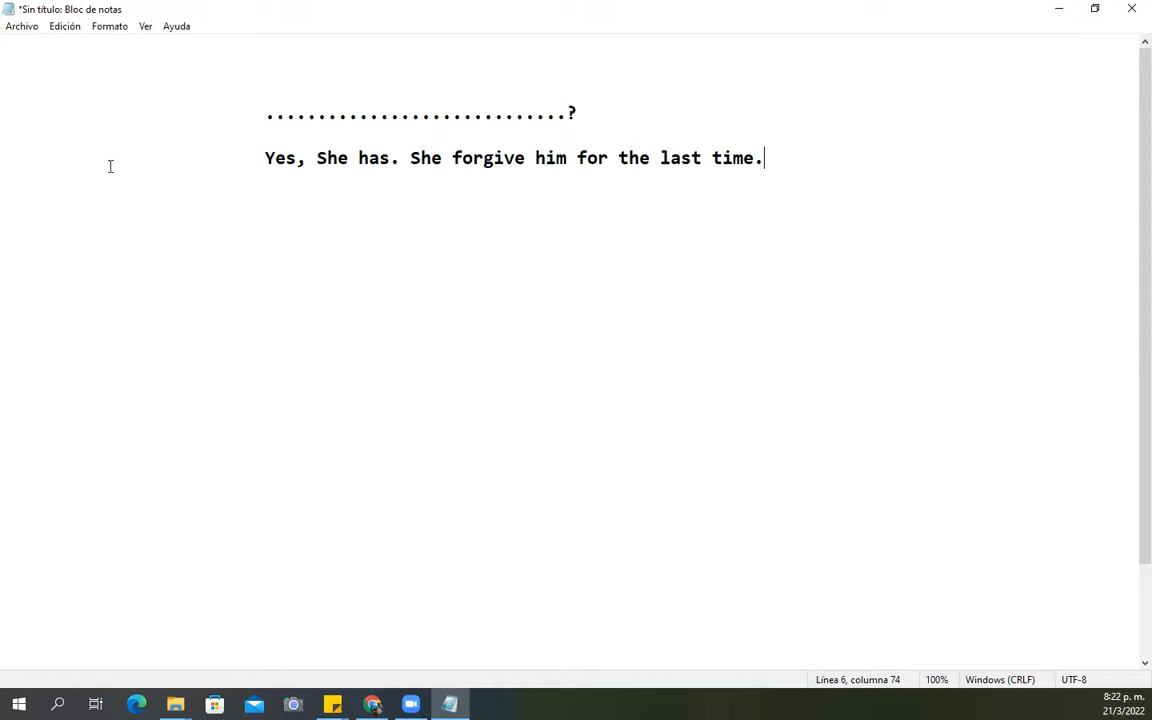 *Sin título: Bloc de notas
Archivo Edición Formato Ver Ayuda
.............................?
Yes, She has. She forgive him for the last time.
Línea 6, columna 74 100% Windows (CRLF) UTF-8
8:22 p. m.
21/3/2022